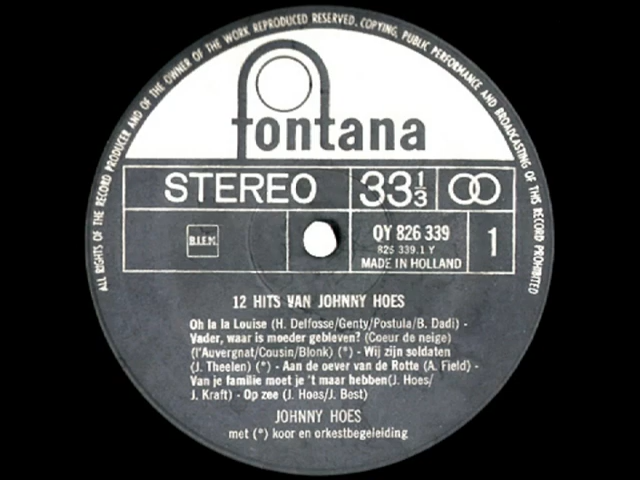 ALL RIGHTS OF THE RECORD PRODUCER AND OF THE OWNER OF THE WORK REPRODUCED RESERVED. COPYING, PUBLIC PERFORMANCE AND BROADCASTING OF THIS RECORD PROHIBITED
fontana
STEREO 33 1/3
B.I.E.M. QY 826 339 1
826 339.1 Y
MADE IN HOLLAND
12 HITS VAN JOHNNY HOES
Oh la la Louise (H. Delfosse/Genty/Postula/B. Dadi) -
Vader, waar is moeder gebleven? (Coeur de neige)
(l'Auvergnat/Cousin/Blonk) (*) - Wij zijn soldaten
(J. Theelen) (*) - Aan de oever van de Rotte (A. Field) -
Van je familie moet je 't maar hebben(J. Hoes/
J. Kraft) - Op zee (J. Hoes/J. Best)
JOHNNY HOES
met (*) koor en orkestbegeleiding